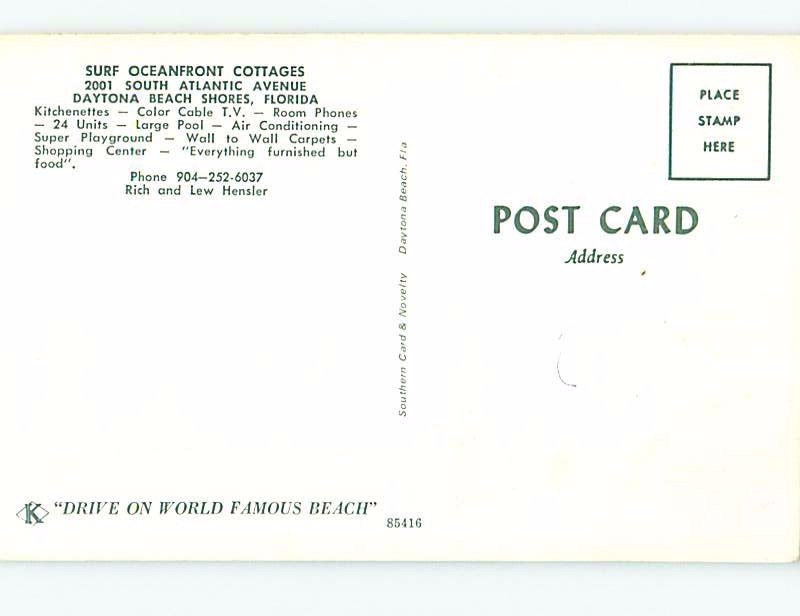 SURF OCEANFRONT COTTAGES
2001 SOUTH ATLANTIC AVENUE
DAYTONA BEACH SHORES, FLORIDA
Kitchenettes — Color Cable T.V. — Room Phones
— 24 Units — Large Pool — Air Conditioning —
Super Playground — Wall to Wall Carpets —
Shopping Center — "Everything furnished but
food".
Phone 904—252-6037
Rich and Lew Hensler
Southern Card & Novelty Daytona Beach, Fla
PLACE
STAMP
HERE
POST CARD
Address
K "DRIVE ON WORLD FAMOUS BEACH"
85416